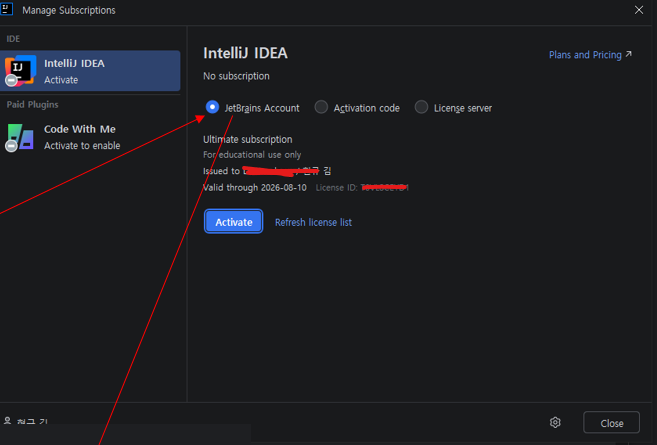 Manage Subscriptions
IDE
IntelliJ IDEA
Activate
Paid Plugins
Code With Me
Activate to enable
IntelliJ IDEA
Plans and Pricing
No subscription
JetBrains Account
Activation code
License server
Ultimate subscription
For educational use only
Issued to 김
Valid through 2026-08-10 License ID:
Activate
Refresh license list
Close